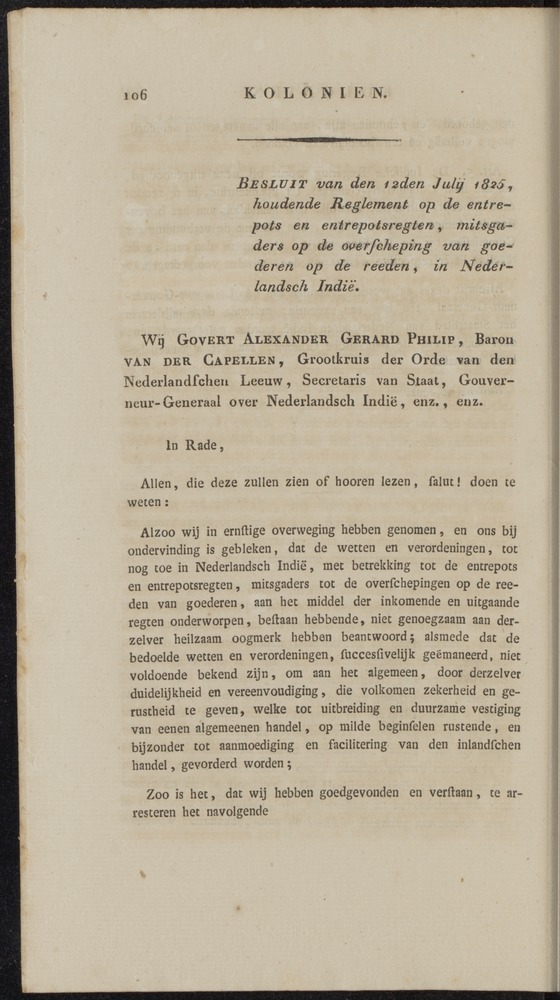 106 KOLONIEN.
BESLUIT van den 12den Julij 1825,
houdende Reglement op de entre-
pots en entrepotsregten, mitsga-
ders op de overſcheping van goe-
deren op de reeden, in Neder-
landsch Indië.
Wij GOVERT ALEXANDER GERARD PHILIP, Baron
VAN DER CAPELLEN, Grootkruis der Orde van den
Nederlandſchen Leeuw, Secretaris van Staat, Gouver-
neur-Generaal over Nederlandsch Indië, enz., enz.
In Rade,
Allen, die deze zullen zien of hooren lezen, ſalut! doen te
weten:
Alzoo wij in ernſtige overweging hebben genomen, en ons bij
ondervinding is gebleken, dat de wetten en verordeningen, tot
nog toe in Nederlandsch Indië, met betrekking tot de entrepots
en entrepotsregten, mitsgaders tot de overſchepingen op de ree-
den van goederen, aan het middel der inkomende en uitgaande
regten onderworpen, beſtaan hebbende, niet genoegzaam aan der-
zelver heilzaam oogmerk hebben beantwoord; alsmede dat de
bedoelde wetten en verordeningen, ſuccesſivelijk geëmaneerd, niet
voldoende bekend zijn, om aan het algemeen, door derzelver
duidelijkheid en vereenvoudiging, die volkomen zekerheid en ge-
rustheid te geven, welke tot uitbreiding en duurzame vestiging
van eenen algemeenen handel, op milde beginſelen rustende, en
bijzonder tot aanmoediging en facilitering van den inlandſchen
handel, gevorderd worden;
Zoo is het, dat wij hebben goedgevonden en verſtaan, te ar-
resteren het navolgende